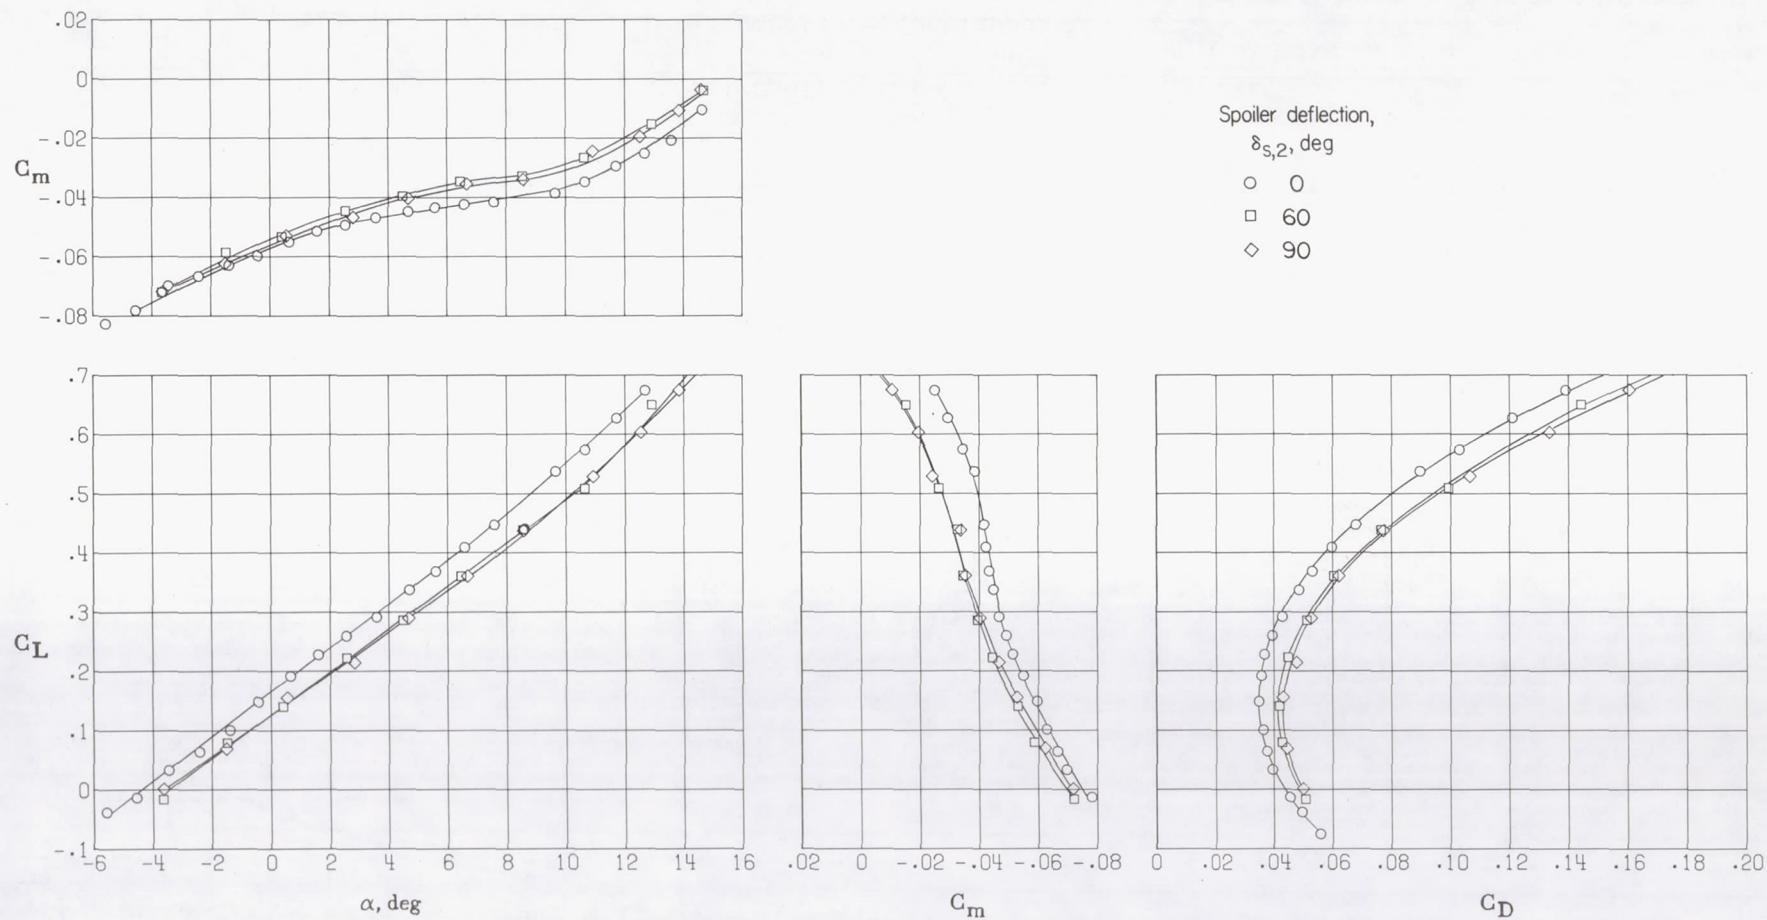 .02
0
-.02
-.04
-.06
-.08
Cm
Spoiler deflection,
δs,2, deg
0
60
90
.7
.6
.5
.4
.3
.2
.1
0
-.1
CL
-6 -4 -2 0 2 4 6 8 10 12 14 16
α, deg
.02 0 -.02 -.04 -.06 -.08
Cm
0 .02 .04 .06 .08 .10 .12 .14 .16 .18 .20
CD